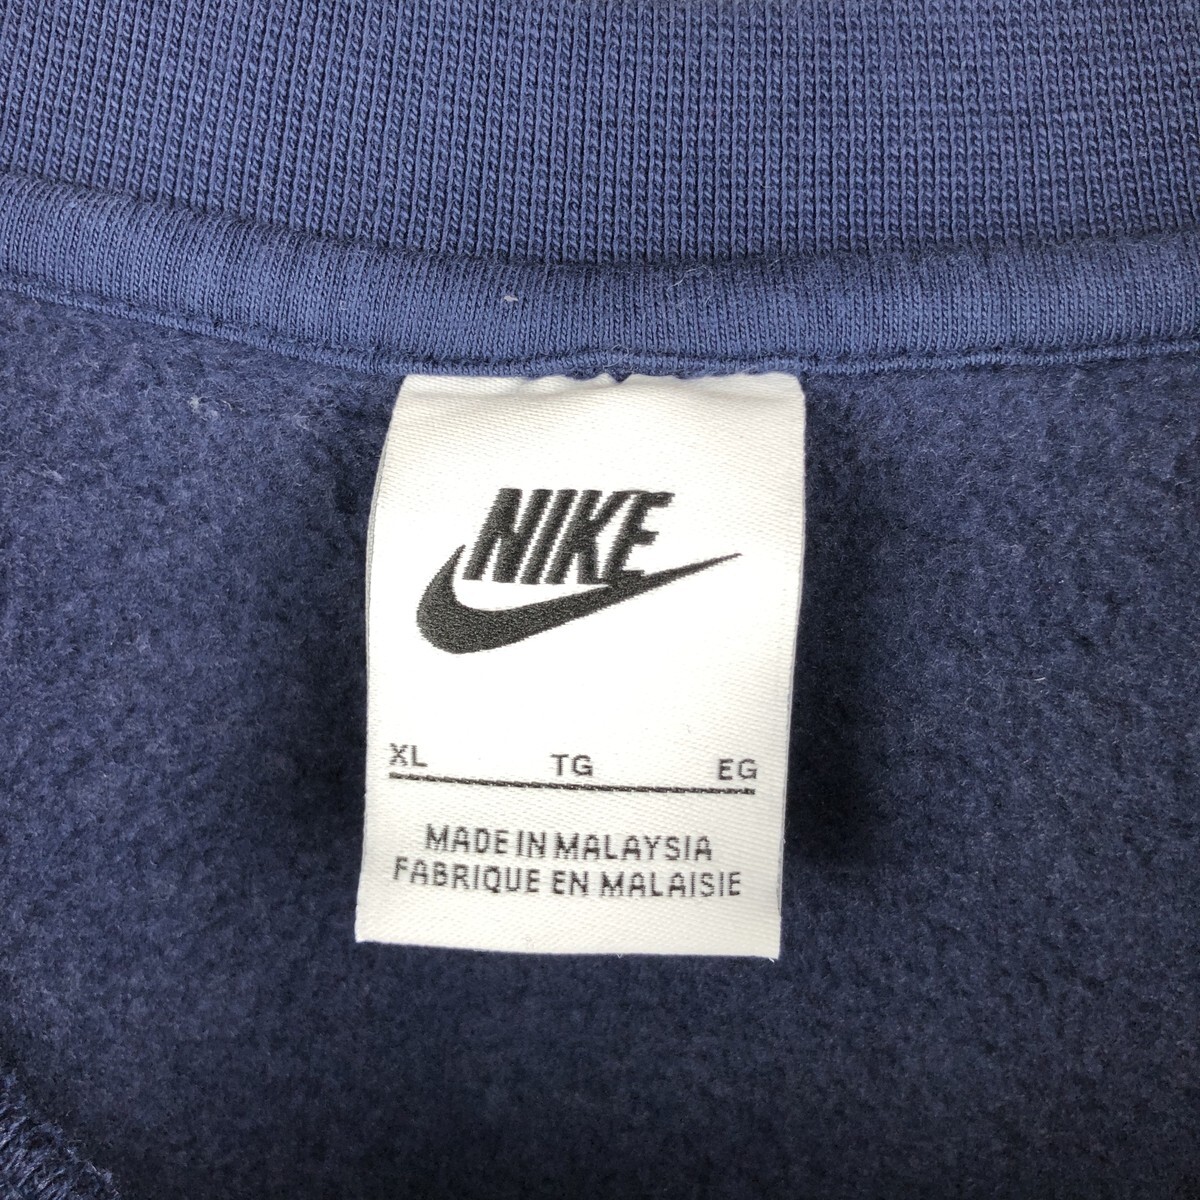 NIKE
XL TG EG
MADE IN MALAYSIA
FABRIQUE EN MALAISIE